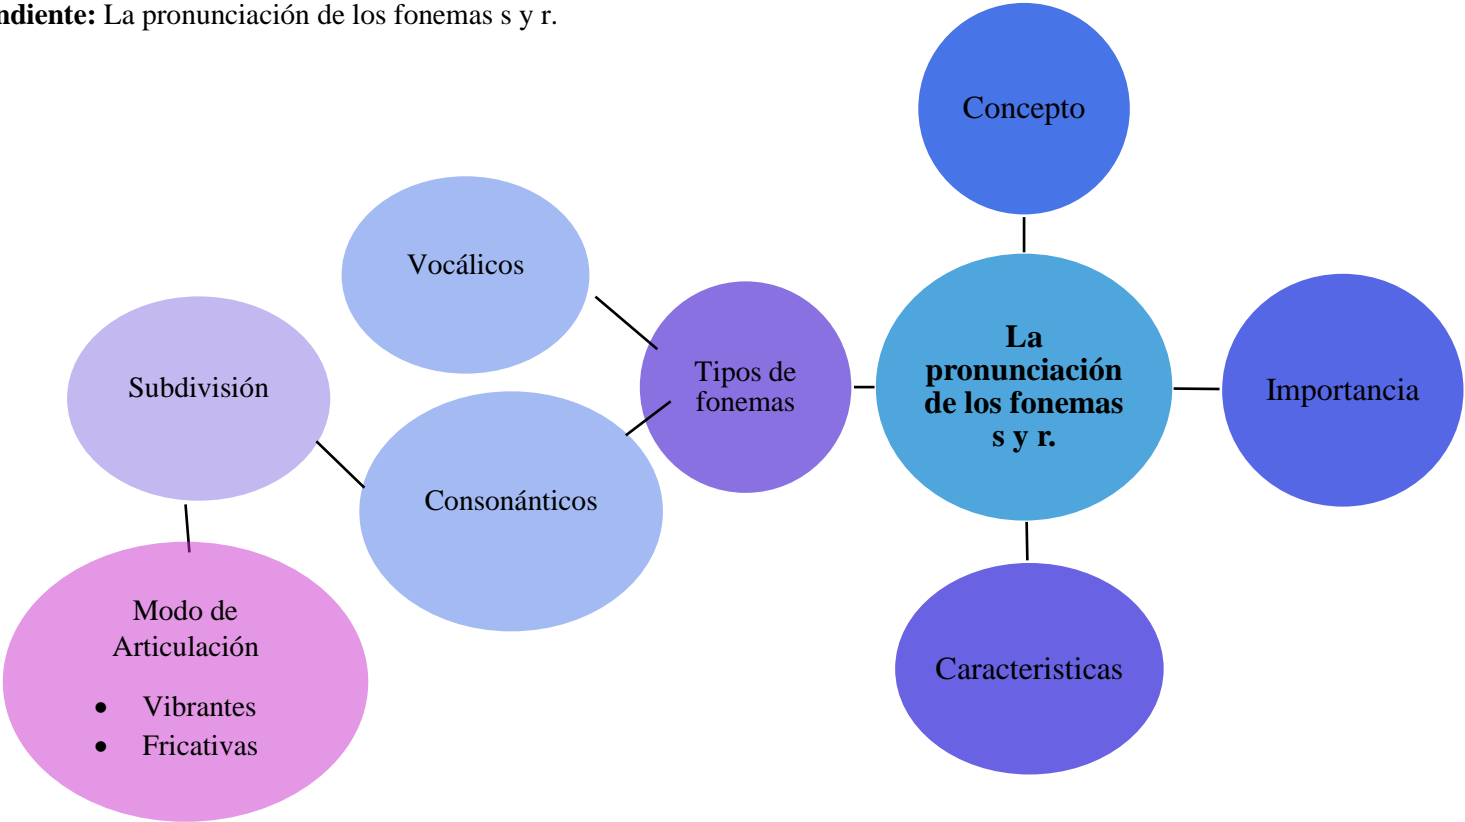 ndiente: La pronunciación de los fonemas s y r.
Concepto
Vocálicos
La
pronunciación
de los fonemas
s y r.
Tipos de
fonemas
Importancia
Subdivisión
Consonánticos
Modo de
Articulación
• Vibrantes
• Fricativas
Caracteristicas